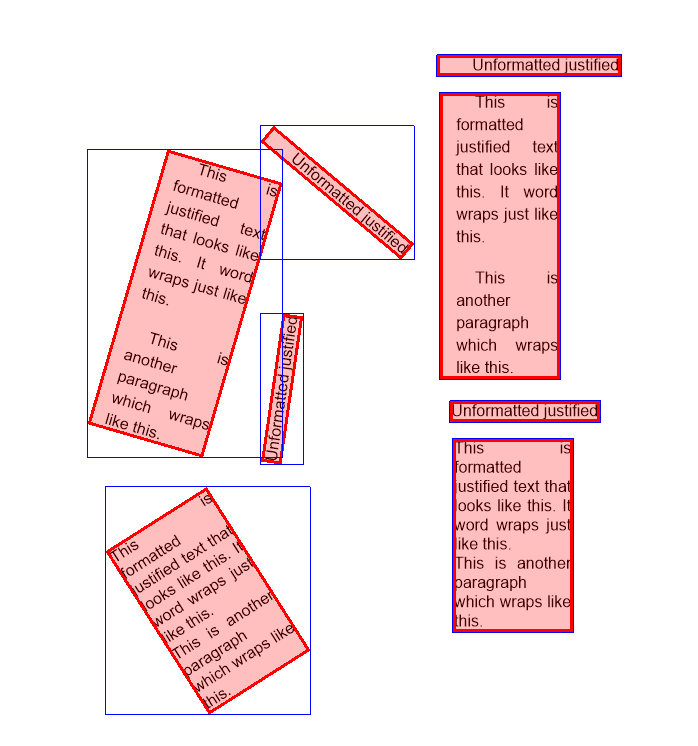 Unformatted justified
This is
formatted
justified text
that looks like
this. It word
wraps just like
this.
This is
another
paragraph
which wraps
like this.
Unformatted justified
This is
formatted
justified text
that looks like
this. It word
wraps just like
this.
This is
another
paragraph
which wraps
like this.
Unformatted justified
Unformatted justified
This is
formatted
justified text that
looks like this. It
word wraps just
like this.
This is another
paragraph
which wraps like
this.
This is
formatted
justified text that
looks like this. It
word wraps just
like this.
This is another
paragraph
which wraps like
this.